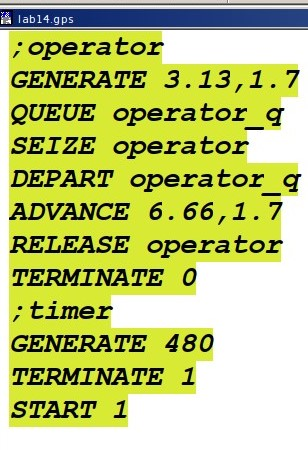 lab14.gps
;operator
GENERATE 3.13,1.7
QUEUE operator_q
SEIZE operator
DEPART operator_q
ADVANCE 6.66,1.7
RELEASE operator
TERMINATE 0
;timer
GENERATE 480
TERMINATE 1
START 1